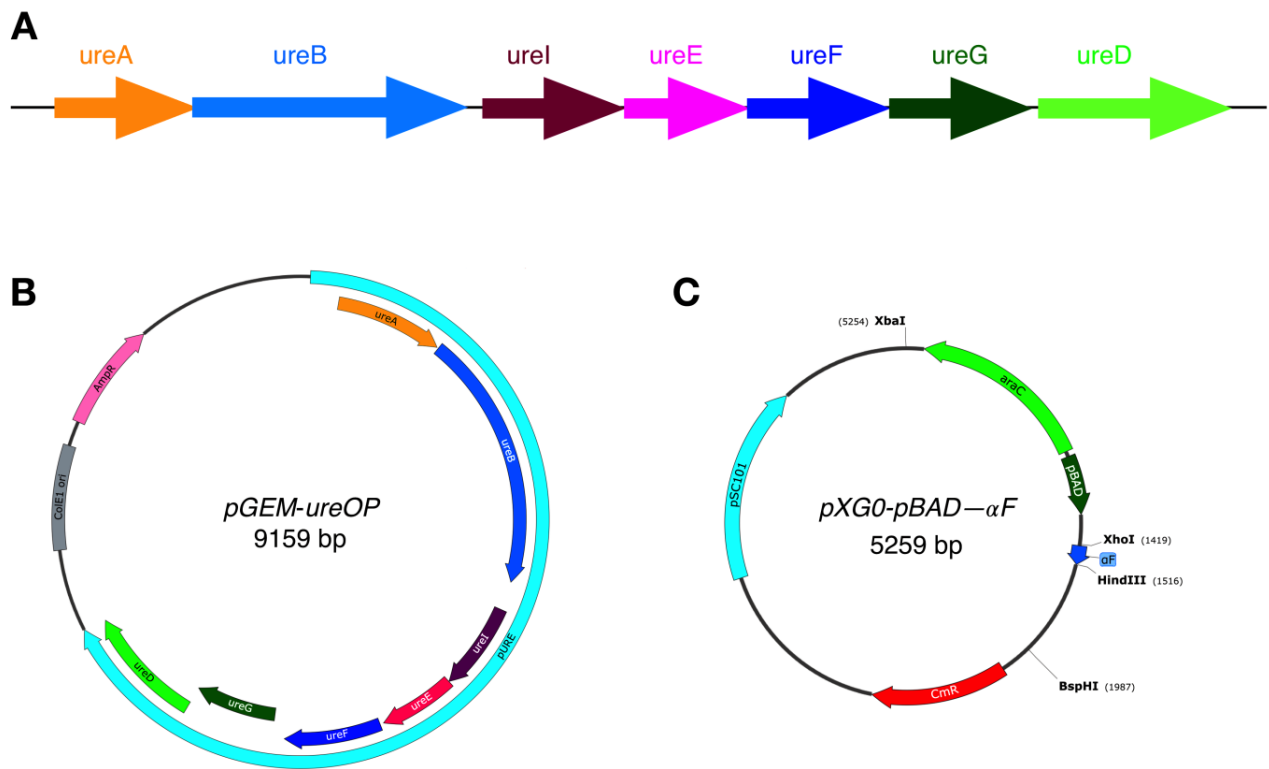 A
ureA ureB ureI ureE ureF ureG ureD
B
ureA
ureB
ureI
pURE
ureE
ureF
ureG
ureD
ColE1 ori
AmpR
pGEM-ureOP
9159 bp
C
(5254) XbaI
araC
pBAD
XhoI (1419)
αF
HindIII (1516)
BspHI (1987)
CmR
pSC101
pXG0-pBAD—αF
5259 bp